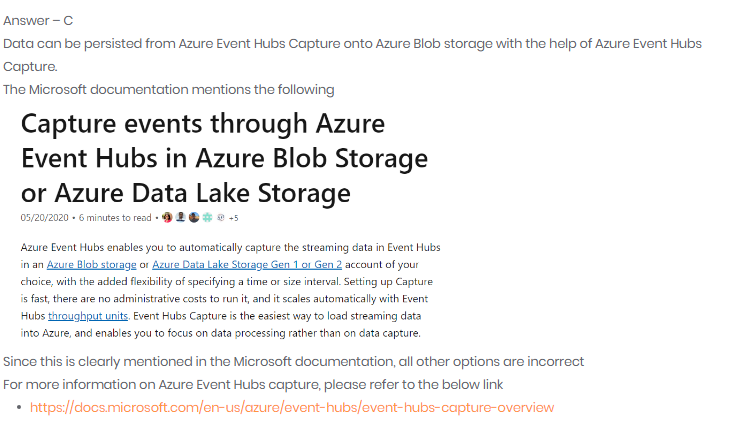 Answer – C
Data can be persisted from Azure Event Hubs Capture onto Azure Blob storage with the help of Azure Event Hubs
Capture.
The Microsoft documentation mentions the following
Capture events through Azure
Event Hubs in Azure Blob Storage
or Azure Data Lake Storage
05/20/2020 • 6 minutes to read • +5
Azure Event Hubs enables you to automatically capture the streaming data in Event Hubs
in an Azure Blob storage or Azure Data Lake Storage Gen 1 or Gen 2 account of your
choice, with the added flexibility of specifying a time or size interval. Setting up Capture
is fast, there are no administrative costs to run it, and it scales automatically with Event
Hubs throughput units. Event Hubs Capture is the easiest way to load streaming data
into Azure, and enables you to focus on data processing rather than on data capture.
Since this is clearly mentioned in the Microsoft documentation, all other options are incorrect
For more information on Azure Event Hubs capture, please refer to the below link
• https://docs.microsoft.com/en-us/azure/event-hubs/event-hubs-capture-overview